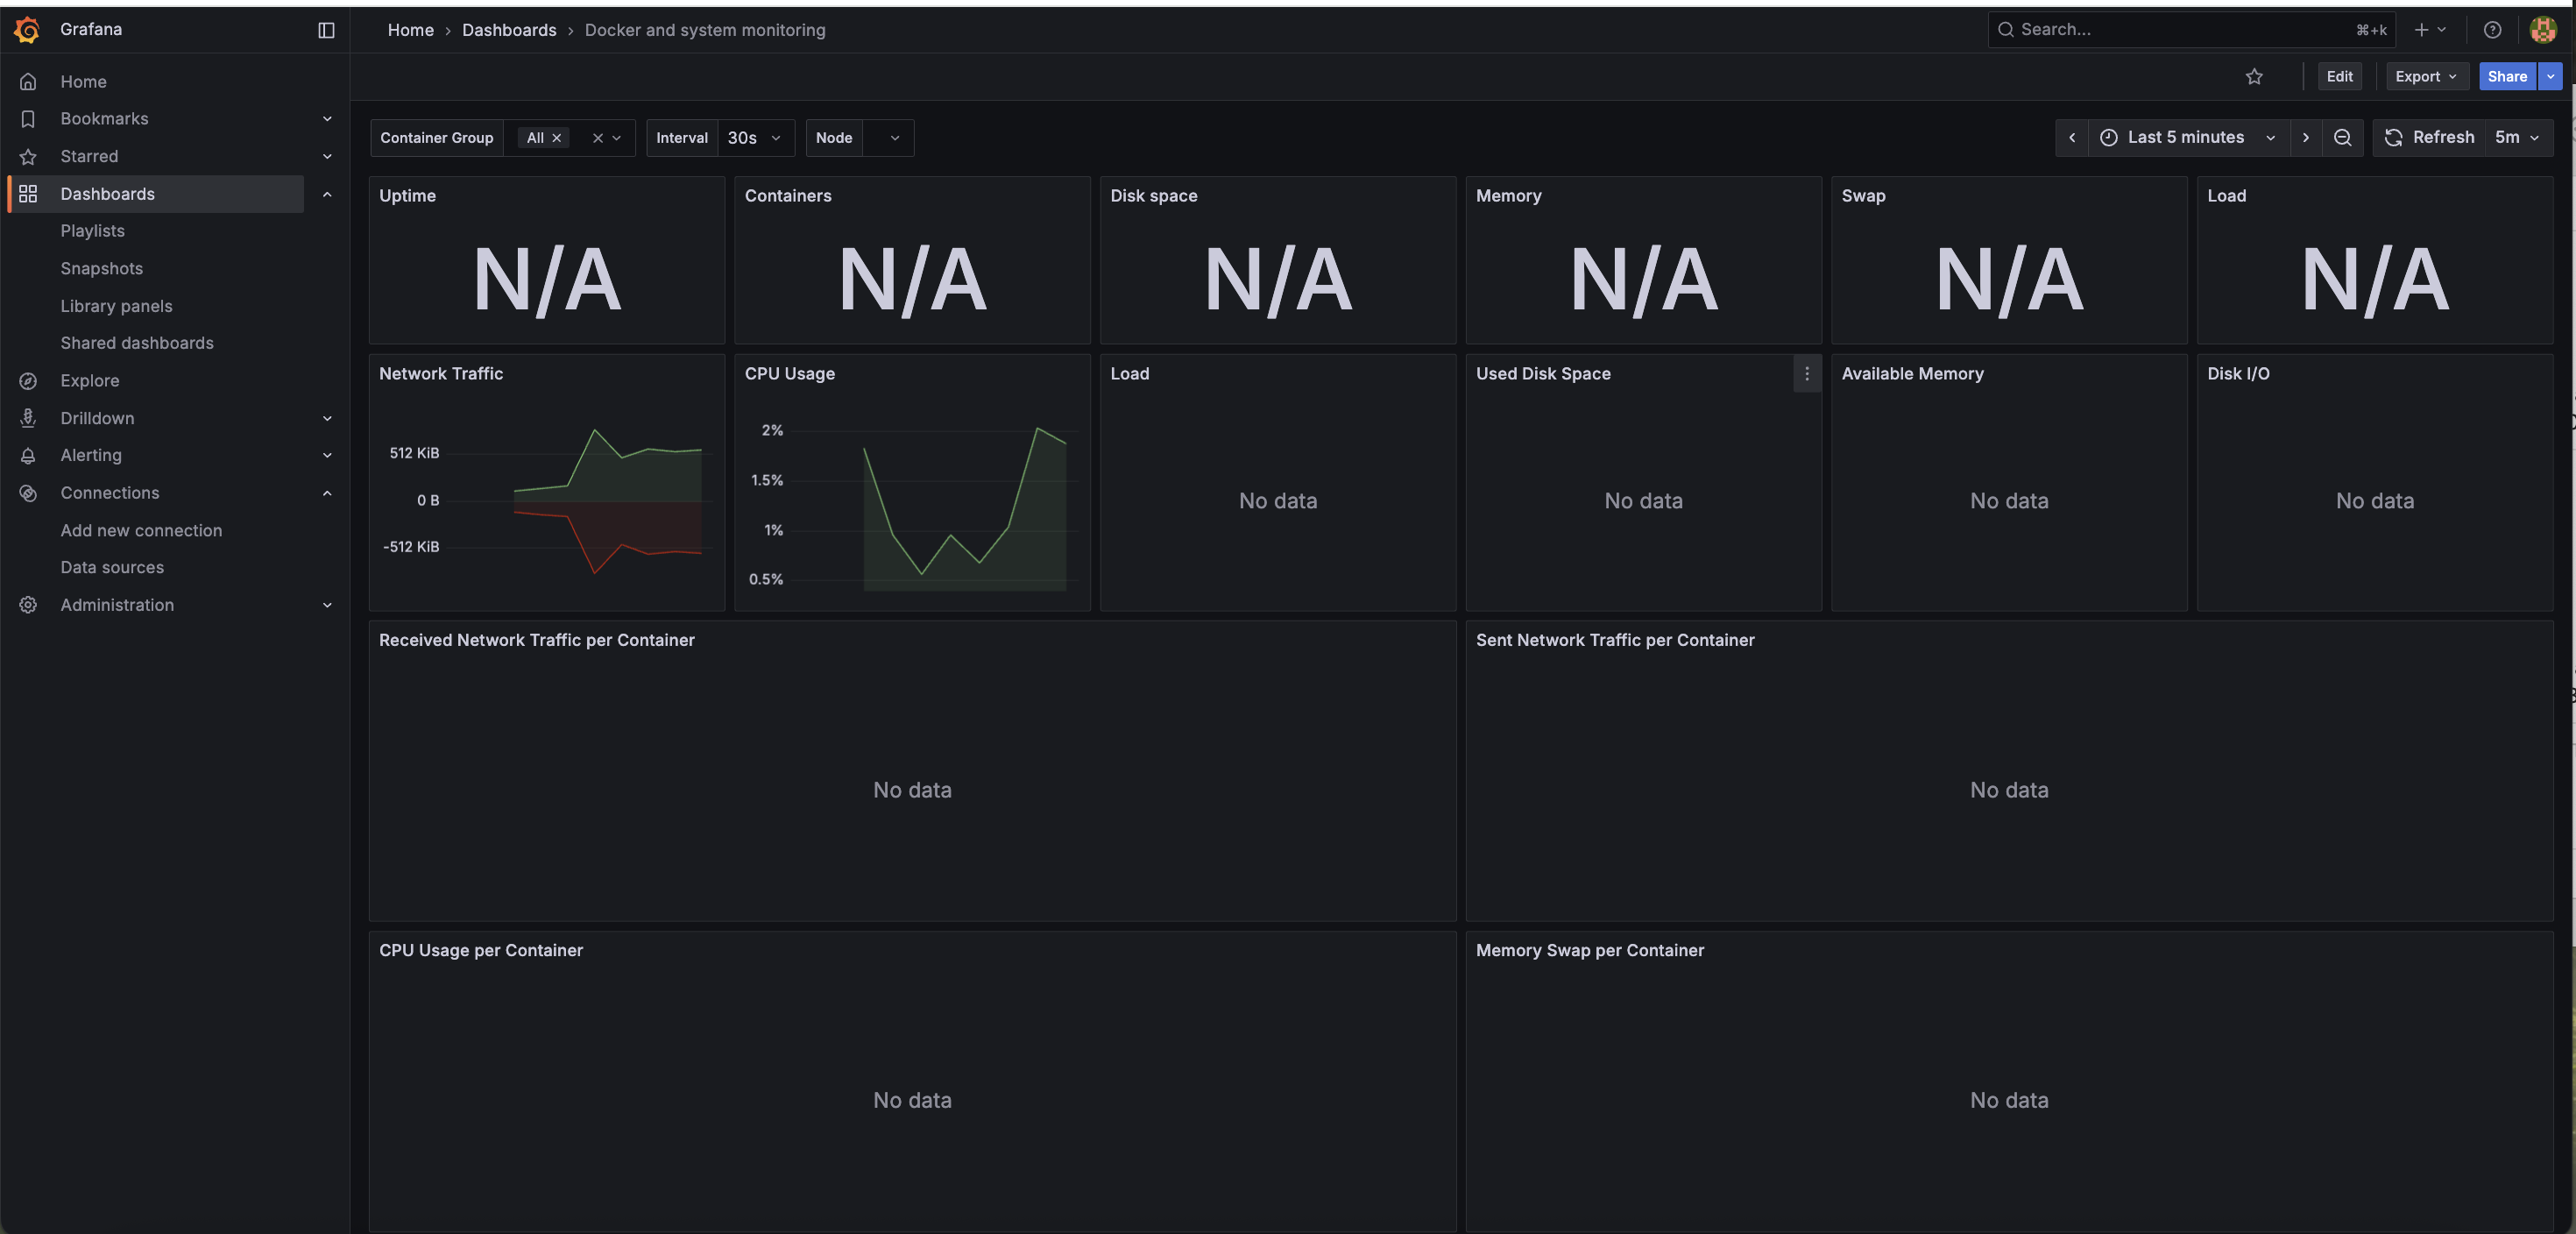 Grafana
Home › Dashboards › Docker and system monitoring
Search...
⌘+k
Home
Bookmarks
Starred
Dashboards
Playlists
Snapshots
Library panels
Shared dashboards
Explore
Drilldown
Alerting
Connections
Add new connection
Data sources
Administration
Edit
Export
Share
Container Group
All
Interval
30s
Node
Last 5 minutes
Refresh
5m
Uptime
N/A
Containers
N/A
Disk space
N/A
Memory
N/A
Swap
N/A
Load
N/A
Network Traffic
512 KiB
0 B
-512 KiB
CPU Usage
2%
1.5%
1%
0.5%
Load
No data
Used Disk Space
No data
Available Memory
No data
Disk I/O
No data
Received Network Traffic per Container
No data
Sent Network Traffic per Container
No data
CPU Usage per Container
No data
Memory Swap per Container
No data